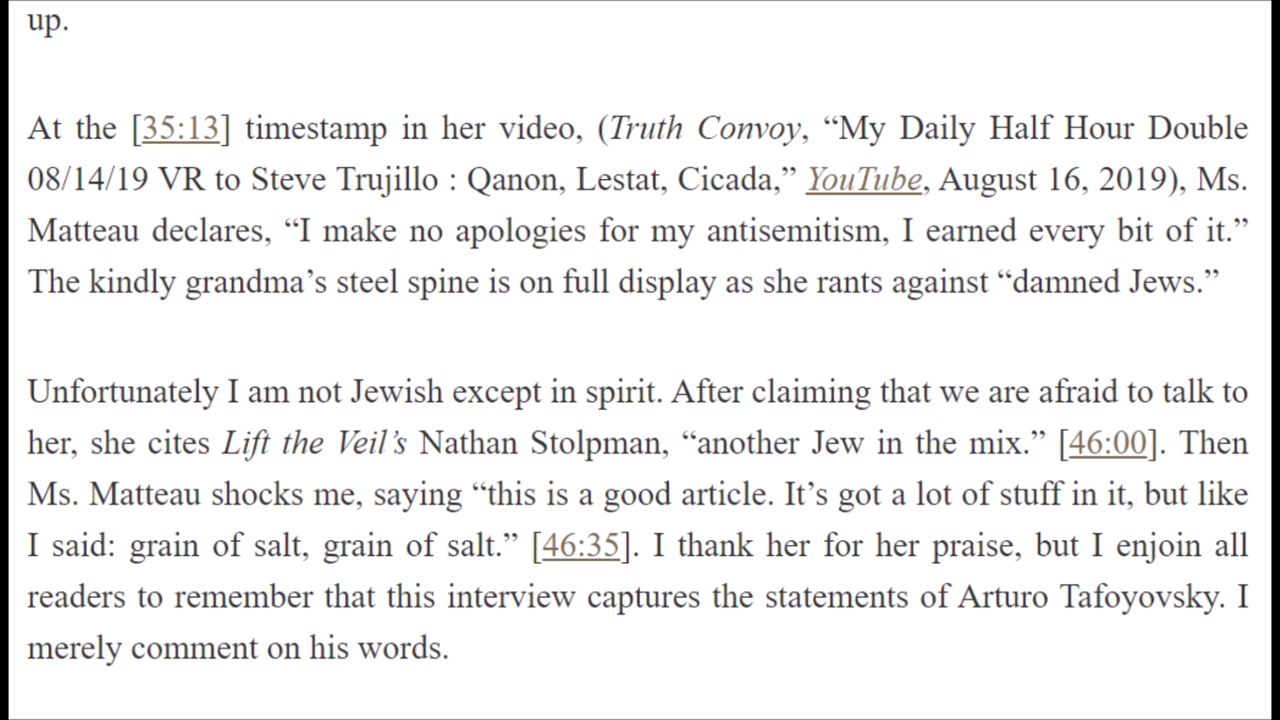 up.
At the [35:13] timestamp in her video, (Truth Convoy, “My Daily Half Hour Double
08/14/19 VR to Steve Trujillo : Qanon, Lestat, Cicada,” YouTube, August 16, 2019), Ms.
Matteau declares, “I make no apologies for my antisemitism, I earned every bit of it.”
The kindly grandma’s steel spine is on full display as she rants against “damned Jews.”
Unfortunately I am not Jewish except in spirit. After claiming that we are afraid to talk to
her, she cites Lift the Veil’s Nathan Stolpman, “another Jew in the mix.” [46:00]. Then
Ms. Matteau shocks me, saying “this is a good article. It’s got a lot of stuff in it, but like
I said: grain of salt, grain of salt.” [46:35]. I thank her for her praise, but I enjoin all
readers to remember that this interview captures the statements of Arturo Tafoyovsky. I
merely comment on his words.